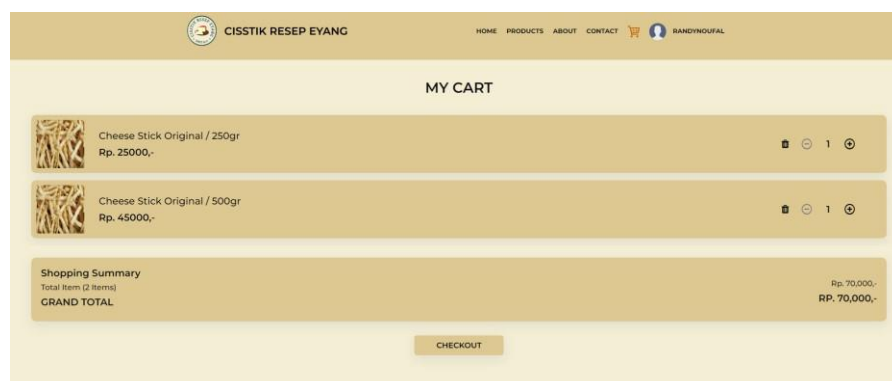 CISSTIK RESEP EYANG
HOME PRODUCTS ABOUT CONTACT RANDYNOUFAL
MY CART
Cheese Stick Original / 250gr
Rp. 25000,-
1
Cheese Stick Original / 500gr
Rp. 45000,-
1
Shopping Summary
Total Item (2 Items) Rp. 70,000,-
GRAND TOTAL RP. 70,000,-
CHECKOUT